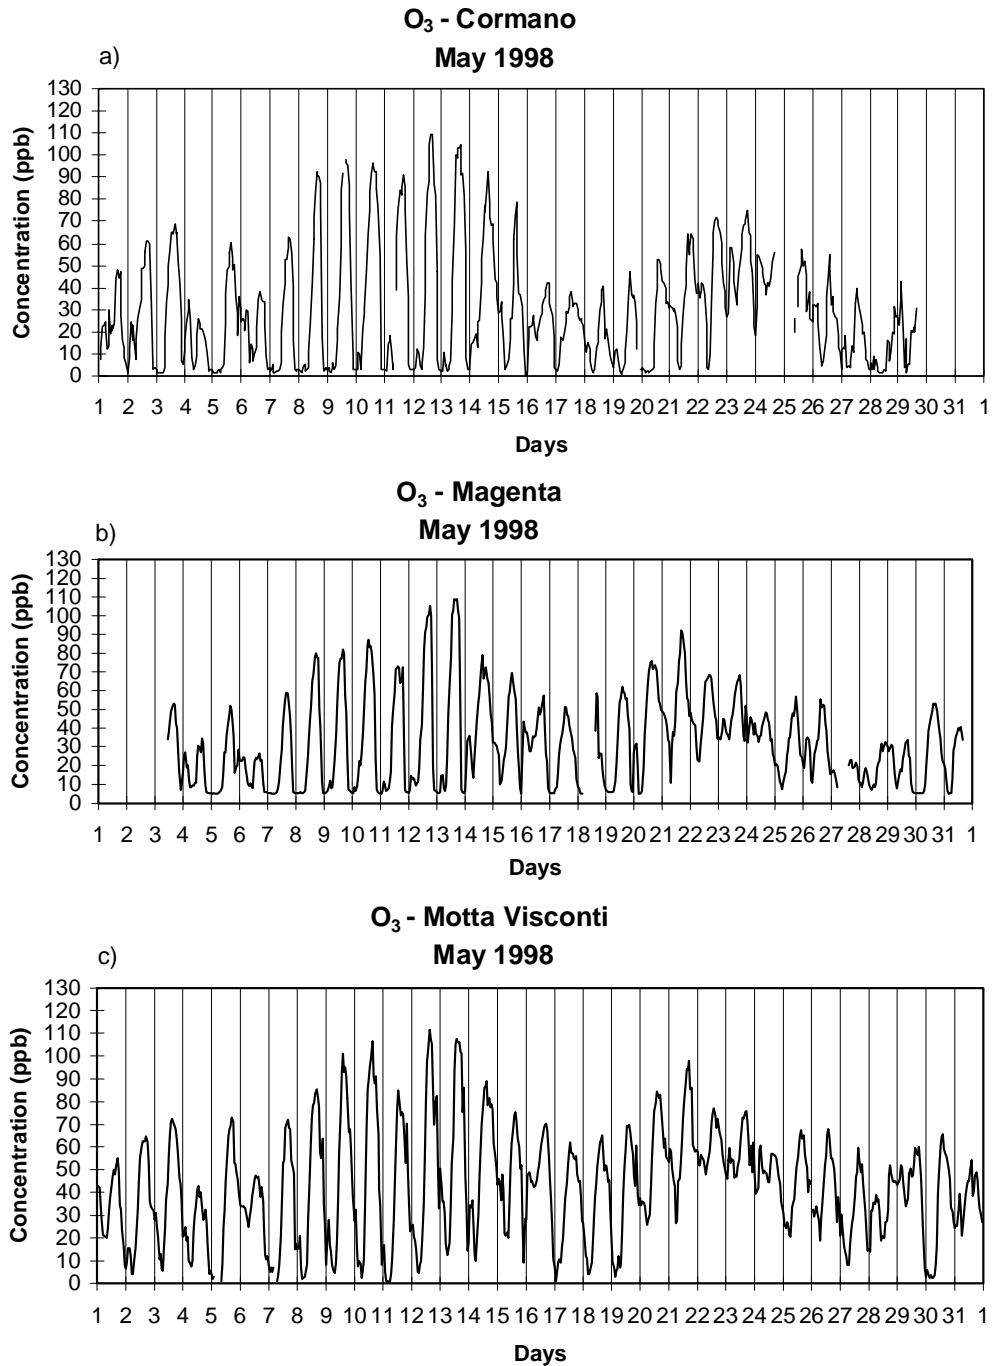 O₃ - Cormano
May 1998
a)
Concentration (ppb)
130
120
110
100
90
80
70
60
50
40
30
20
10
0
1 2 3 4 5 6 7 8 9 10 11 12 13 14 15 16 17 18 19 20 21 22 23 24 25 26 27 28 29 30 31 1
Days
O₃ - Magenta
May 1998
b)
Concentration (ppb)
130
120
110
100
90
80
70
60
50
40
30
20
10
0
1 2 3 4 5 6 7 8 9 10 11 12 13 14 15 16 17 18 19 20 21 22 23 24 25 26 27 28 29 30 31 1
Days
O₃ - Motta Visconti
May 1998
c)
Concentration (ppb)
130
120
110
100
90
80
70
60
50
40
30
20
10
0
1 2 3 4 5 6 7 8 9 10 11 12 13 14 15 16 17 18 19 20 21 22 23 24 25 26 27 28 29 30 31 1
Days